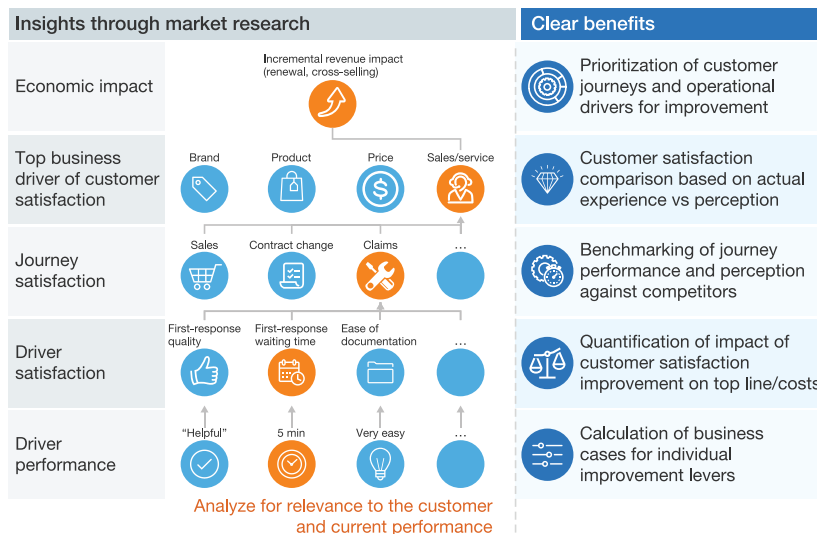 Insights through market research
Clear benefits
Economic impact
Incremental revenue impact
(renewal, cross-selling)
Prioritization of customer
journeys and operational
drivers for improvement
Top business
driver of customer
satisfaction
Brand
Product
Price
Sales/service
$
Customer satisfaction
comparison based on actual
experience vs perception
Journey
satisfaction
Sales
Contract change
Claims
...
Benchmarking of journey
performance and perception
against competitors
Driver
satisfaction
First-response
quality
First-response
waiting time
Ease of
documentation
...
Quantification of impact of
customer satisfaction
improvement on top line/costs
Driver
performance
“Helpful”
5 min
Very easy
...
Calculation of business
cases for individual
improvement levers
Analyze for relevance to the customer
and current performance